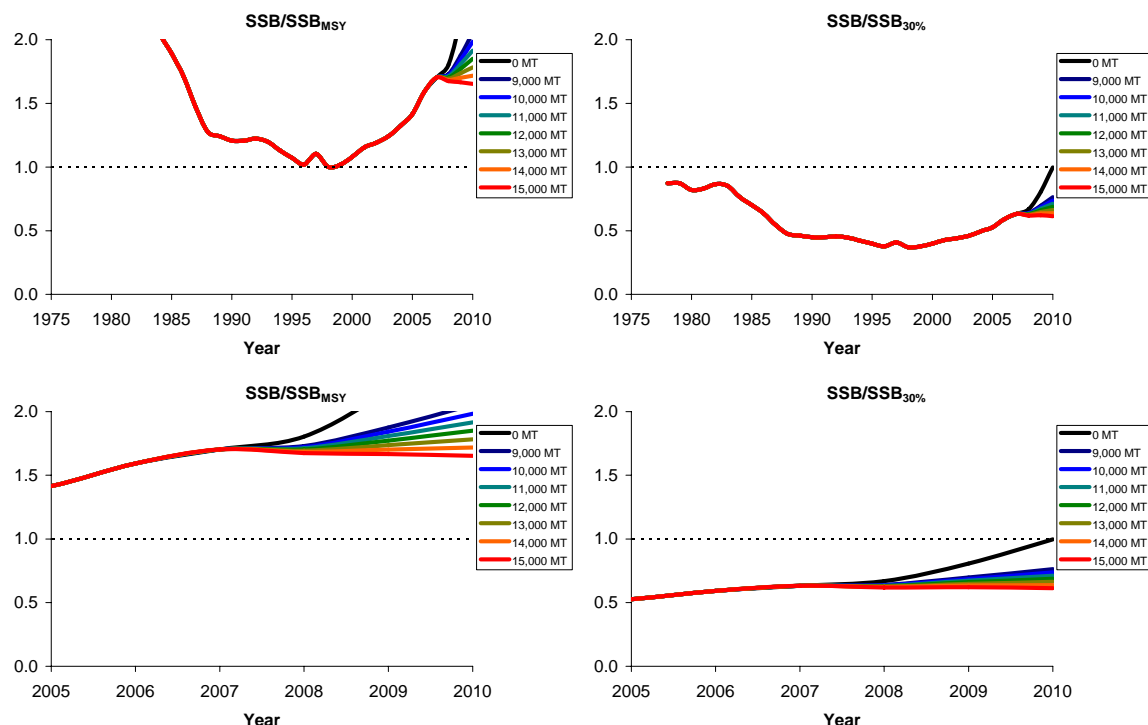 SSB/SSBMSY
2.0
1.5
1.0
0.5
0.0
1975 1980 1985 1990 1995 2000 2005 2010
Year
0 MT
9,000 MT
10,000 MT
11,000 MT
12,000 MT
13,000 MT
14,000 MT
15,000 MT
SSB/SSB30%
2.0
1.5
1.0
0.5
0.0
1975 1980 1985 1990 1995 2000 2005 2010
Year
0 MT
9,000 MT
10,000 MT
11,000 MT
12,000 MT
13,000 MT
14,000 MT
15,000 MT
SSB/SSBMSY
2.0
1.5
1.0
0.5
0.0
2005 2006 2007 2008 2009 2010
Year
0 MT
9,000 MT
10,000 MT
11,000 MT
12,000 MT
13,000 MT
14,000 MT
15,000 MT
SSB/SSB30%
2.0
1.5
1.0
0.5
0.0
2005 2006 2007 2008 2009 2010
Year
0 MT
9,000 MT
10,000 MT
11,000 MT
12,000 MT
13,000 MT
14,000 MT
15,000 MT